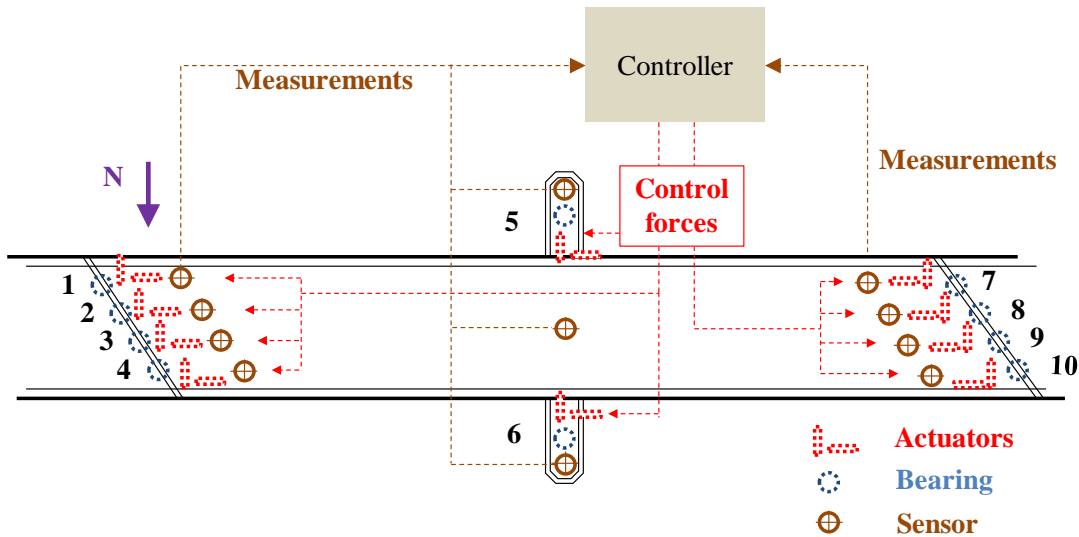 Controller
Measurements
Measurements
N
Control
forces
5
1
2
3
4
7
8
9
10
6
Actuators
Bearing
Sensor